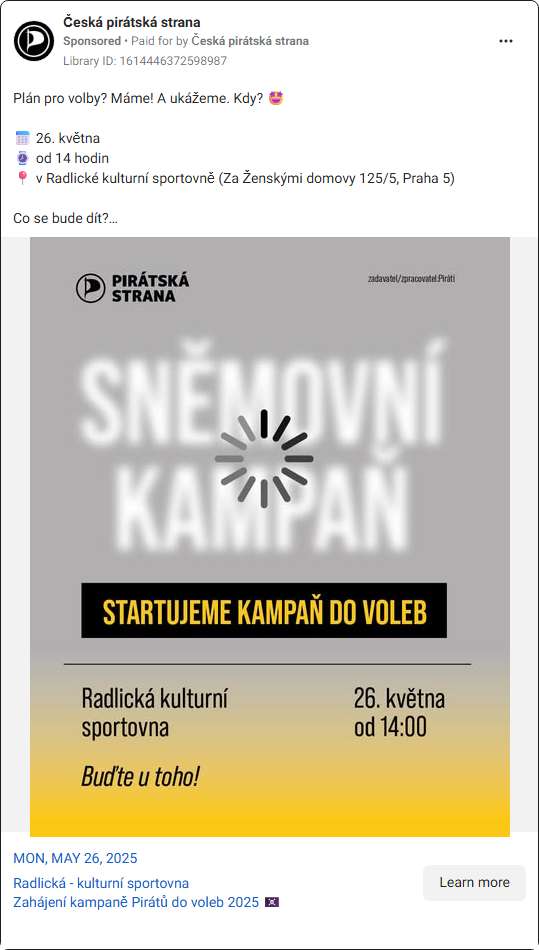 Česká pirátská strana
Sponsored • Paid for by Česká pirátská strana
Library ID: 1614446372598987
Plán pro volby? Máme! A ukážeme. Kdy? 🤩
📅 26. května
⌚ od 14 hodin
📍 v Radlické kulturní sportovně (Za Ženskými domovy 125/5, Praha 5)
Co se bude dít?...
PIRÁTSKÁ
STRANA
zadavatel/zpracovatel:Piráti
SNĚMOVNÍ
KAMPAŇ
STARTUJEME KAMPAŇ DO VOLEB
Radlická kulturní
sportovna
26. května
od 14:00
Buďte u toho!
MON, MAY 26, 2025
Radlická - kulturní sportovna
Zahájení kampaně Pirátů do voleb 2025 🏴‍☠️
Learn more